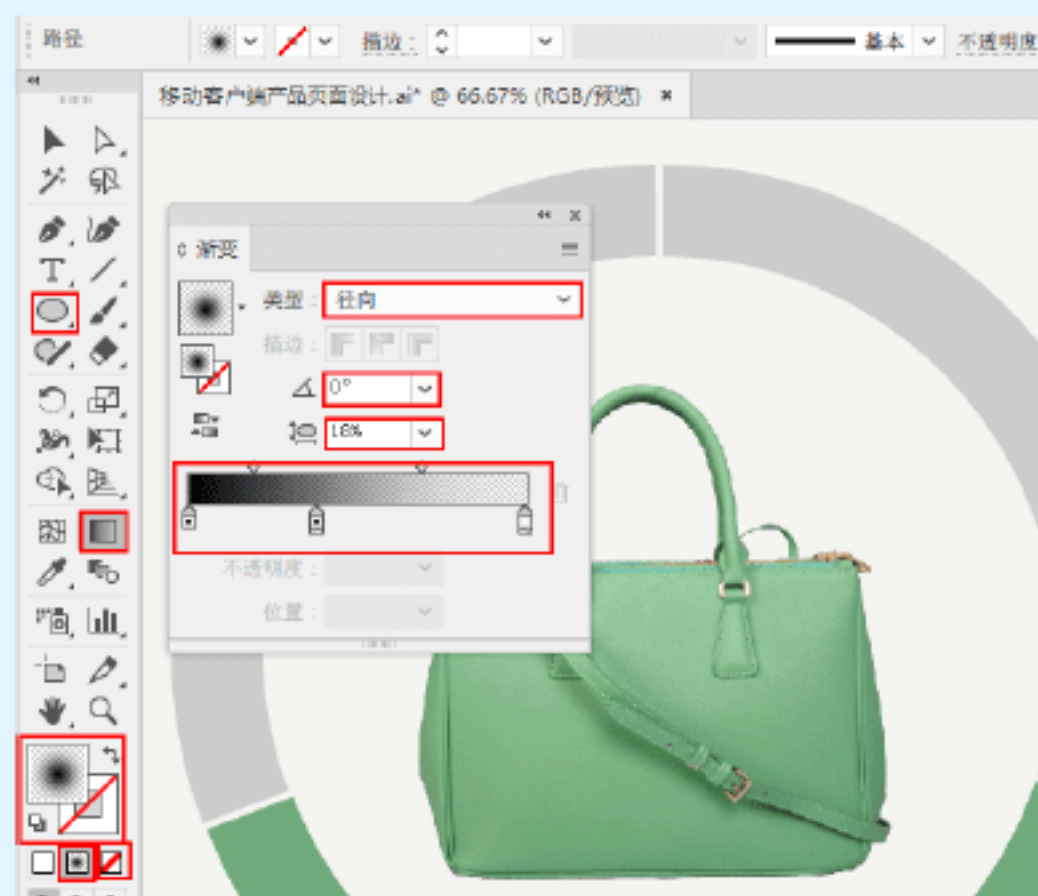 路径
描边：
基本
不透明度
移动客户端产品页面设计.ai* @ 66.67% (RGB/预览)
渐变
类型：
径向
描边：
0°
18%
不透明度：
位置：